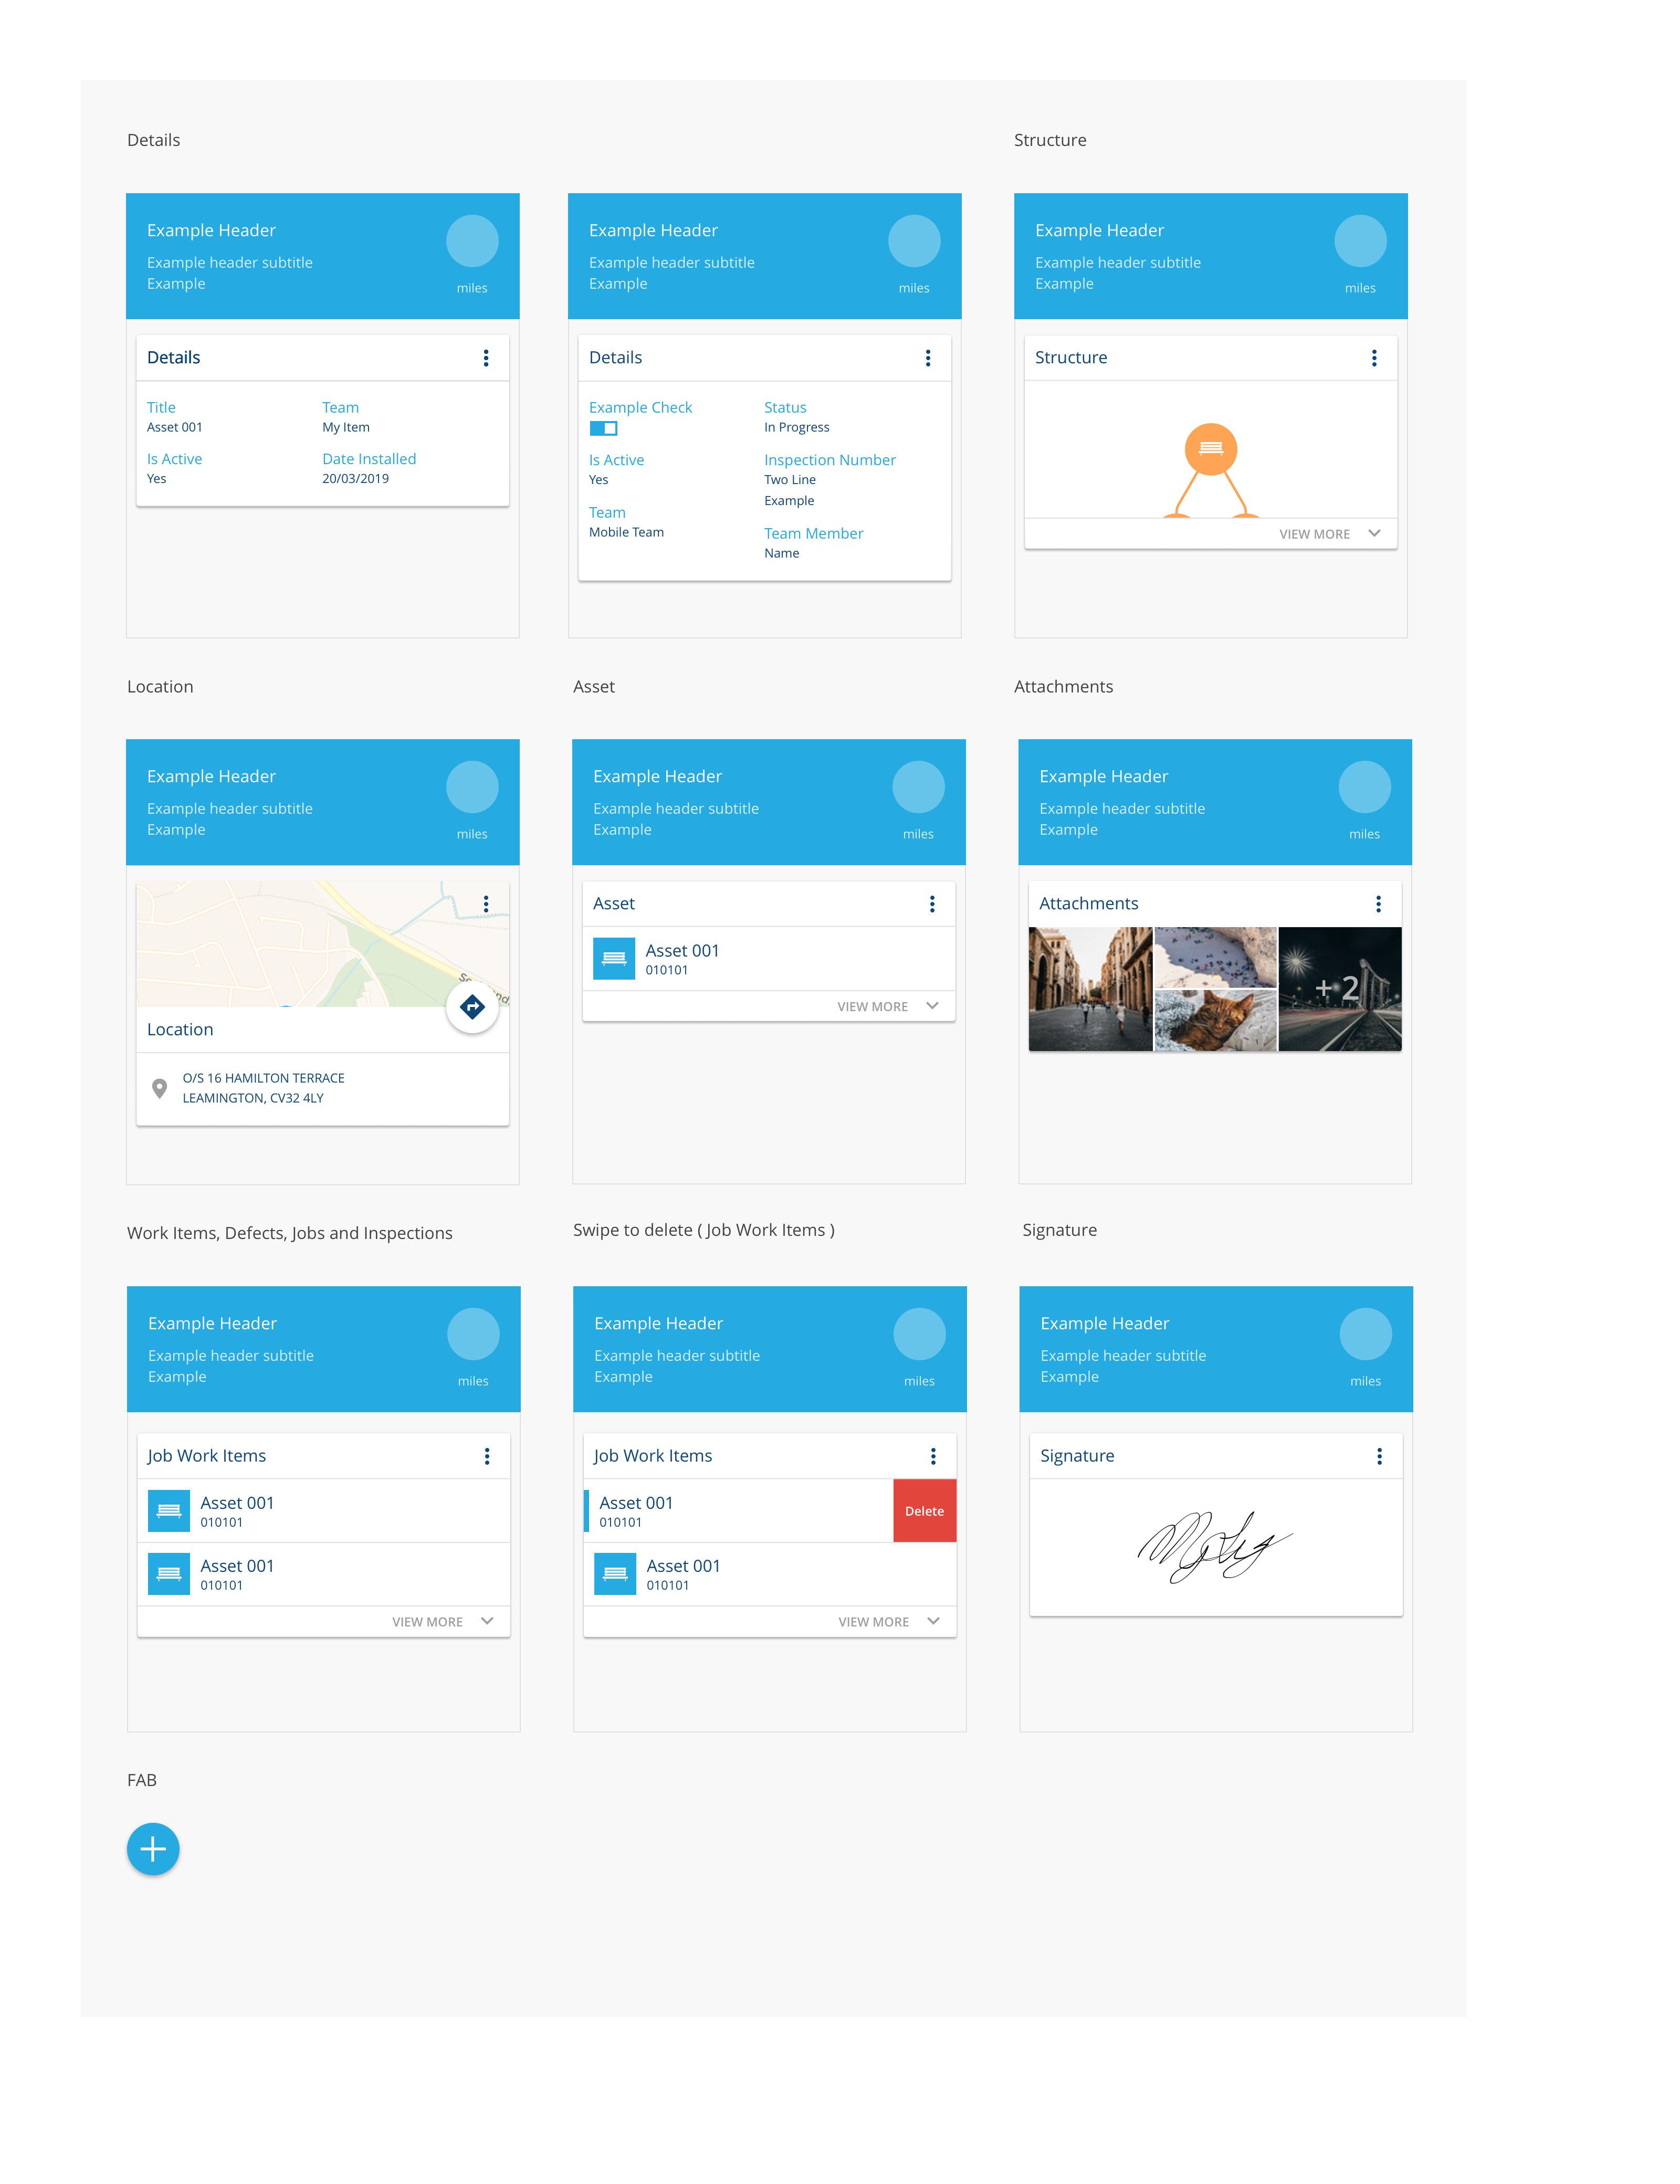 Details
Structure
Example Header
Example header subtitle
Example
miles
Details
Title
Asset 001
Team
My Item
Is Active
Yes
Date Installed
20/03/2019
Example Header
Example header subtitle
Example
miles
Details
Example Check
Status
In Progress
Is Active
Yes
Inspection Number
Two Line
Example
Team
Mobile Team
Team Member
Name
Example Header
Example header subtitle
Example
miles
Structure
VIEW MORE
Location
Asset
Attachments
Example Header
Example header subtitle
Example
miles
Location
O/S 16 HAMILTON TERRACE
LEAMINGTON, CV32 4LY
Example Header
Example header subtitle
Example
miles
Asset
Asset 001
010101
VIEW MORE
Example Header
Example header subtitle
Example
miles
Attachments
+ 2
Work Items, Defects, Jobs and Inspections
Swipe to delete ( Job Work Items )
Signature
Example Header
Example header subtitle
Example
miles
Job Work Items
Asset 001
010101
Asset 001
010101
VIEW MORE
Example Header
Example header subtitle
Example
miles
Job Work Items
Asset 001
010101
Delete
Asset 001
010101
VIEW MORE
Example Header
Example header subtitle
Example
miles
Signature
FAB